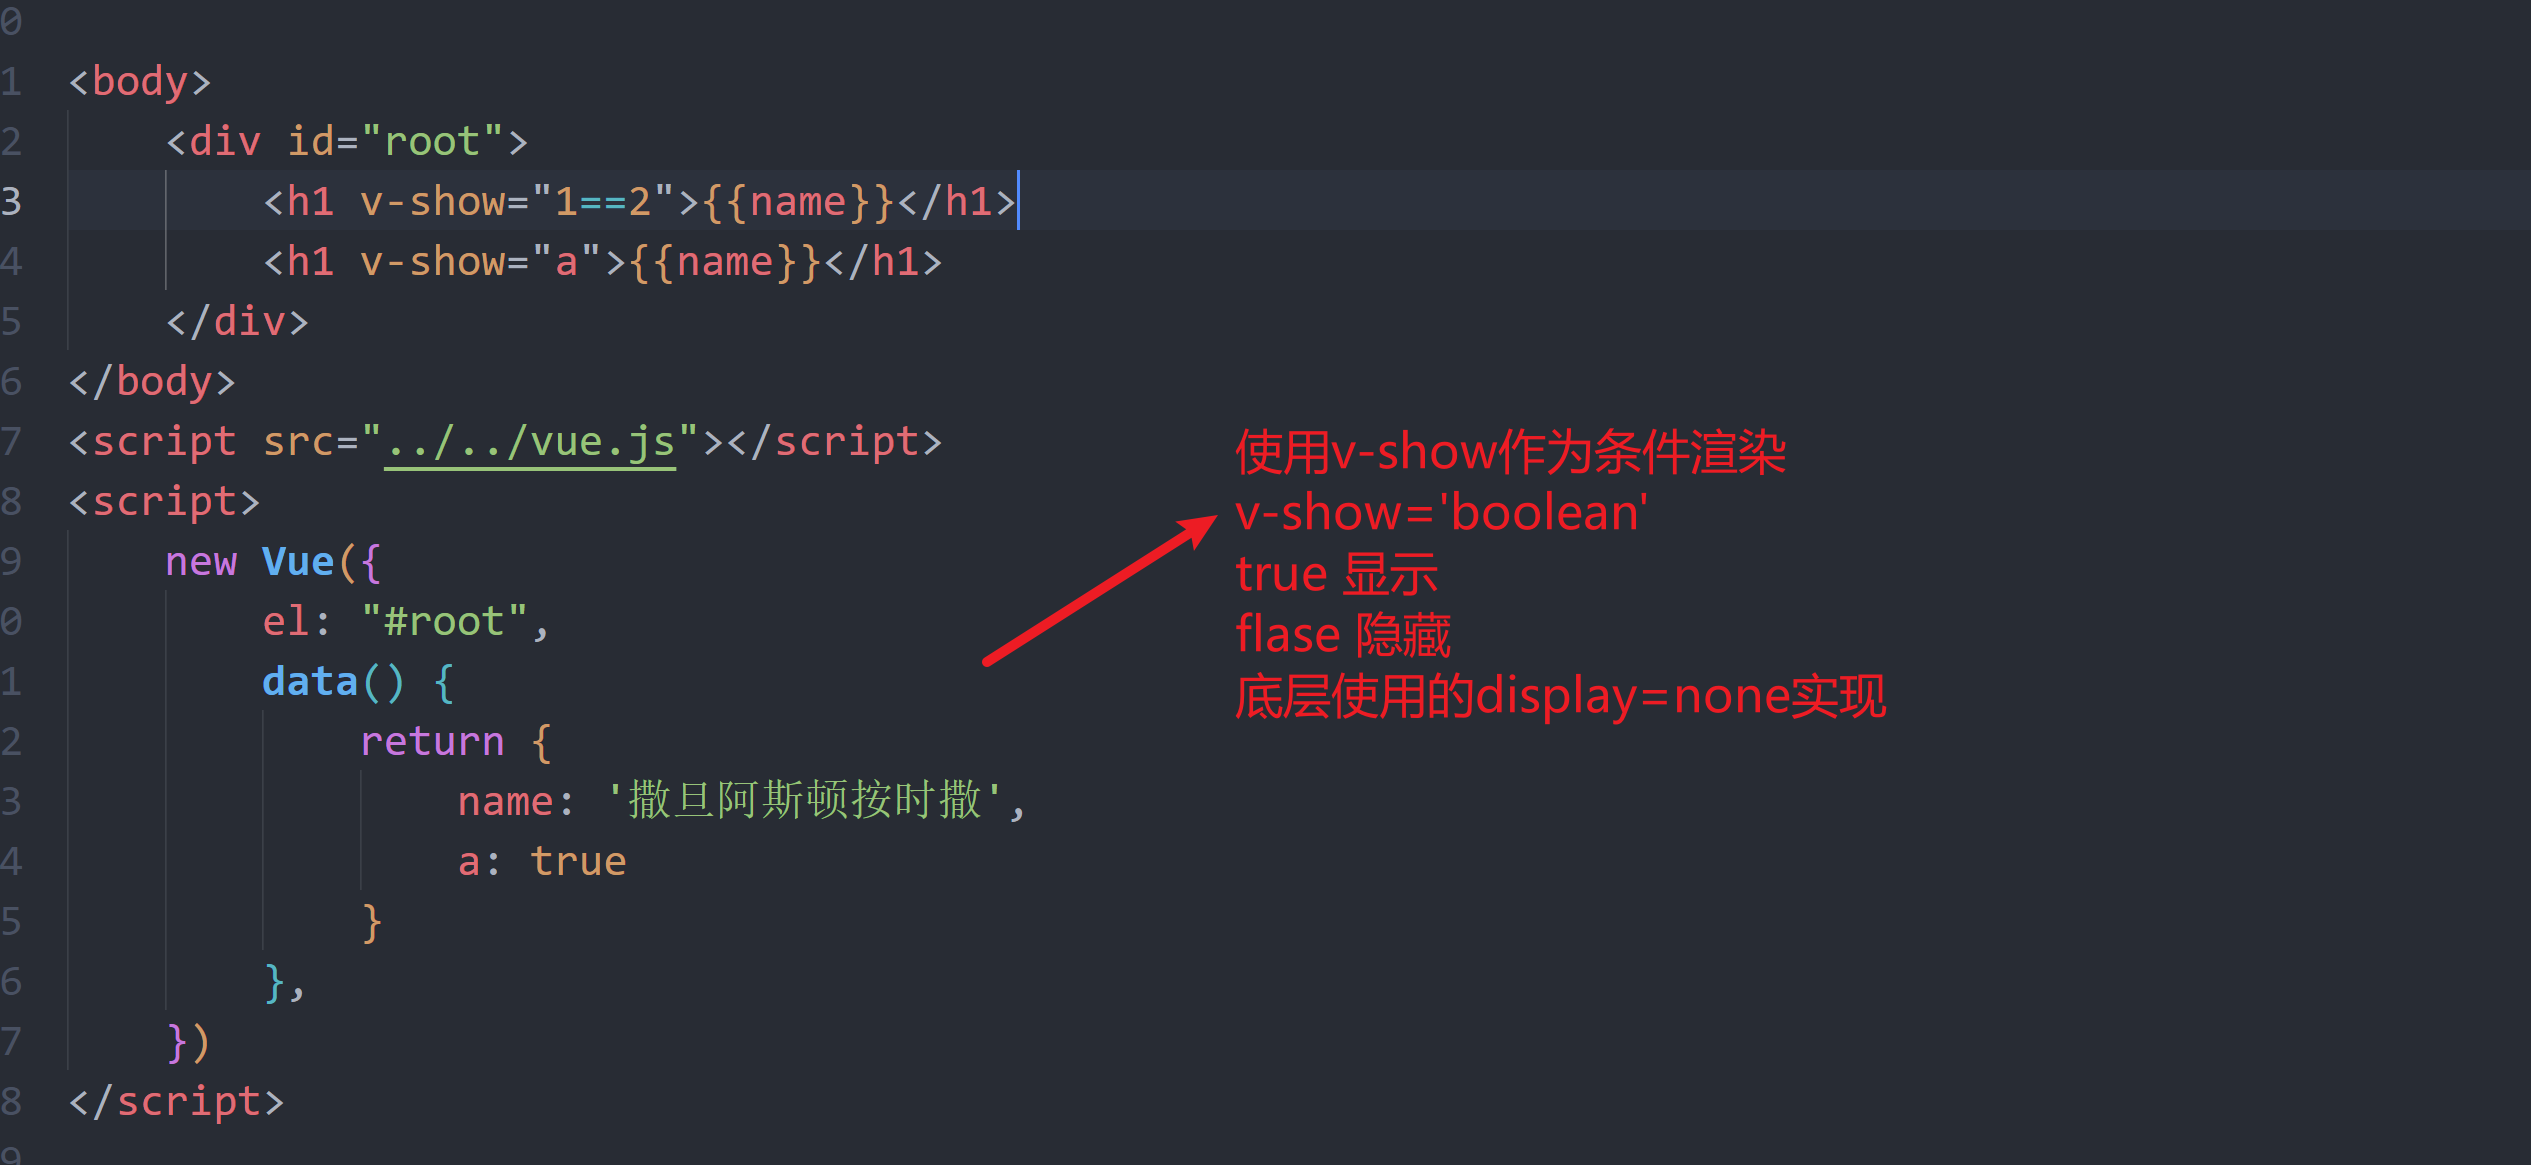 0
1 <body>
2 <div id="root">
3 <h1 v-show="1==2">{{name}}</h1>
4 <h1 v-show="a">{{name}}</h1>
5 </div>
6 </body>
7 <script src="../../vue.js"></script>
8 <script>
9 new Vue({
0 el: "#root",
1 data() {
2 return {
3 name: '撒旦阿斯顿按时撒',
4 a: true
5 }
6 },
7 })
8 </script>
9
使用v-show作为条件渲染
v-show='boolean'
true 显示
flase 隐藏
底层使用的display=none实现